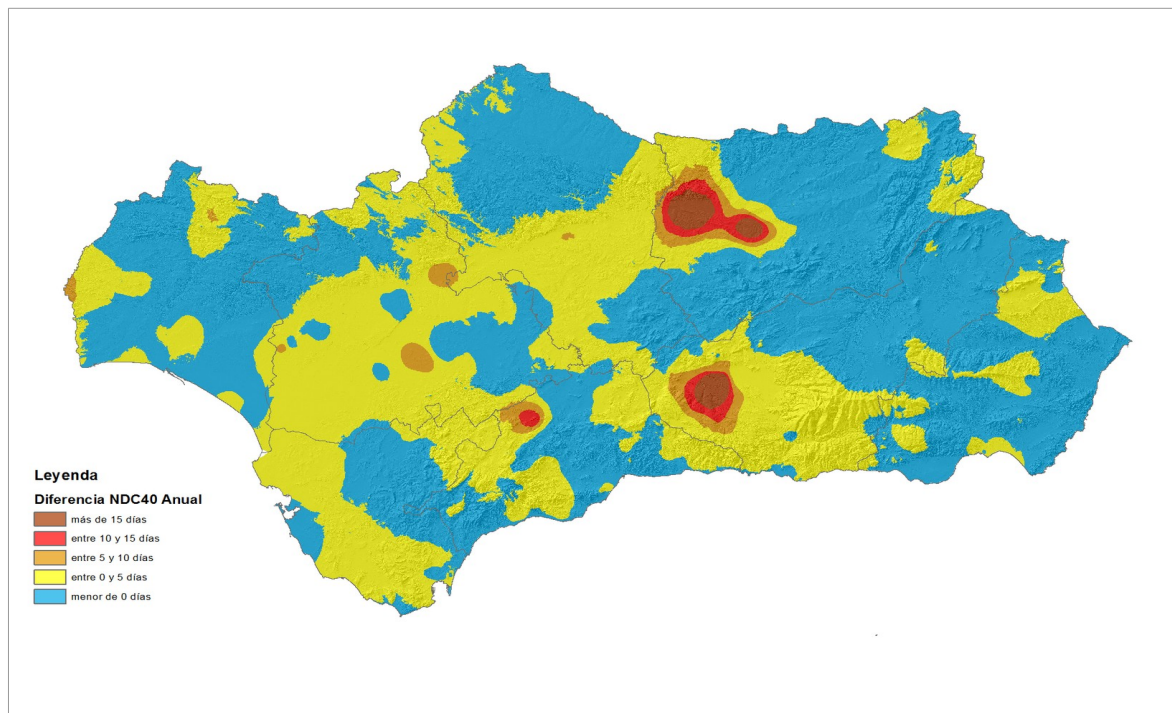 Leyenda
Diferencia NDC40 Anual
más de 15 días
entre 10 y 15 días
entre 5 y 10 días
entre 0 y 5 días
menor de 0 días